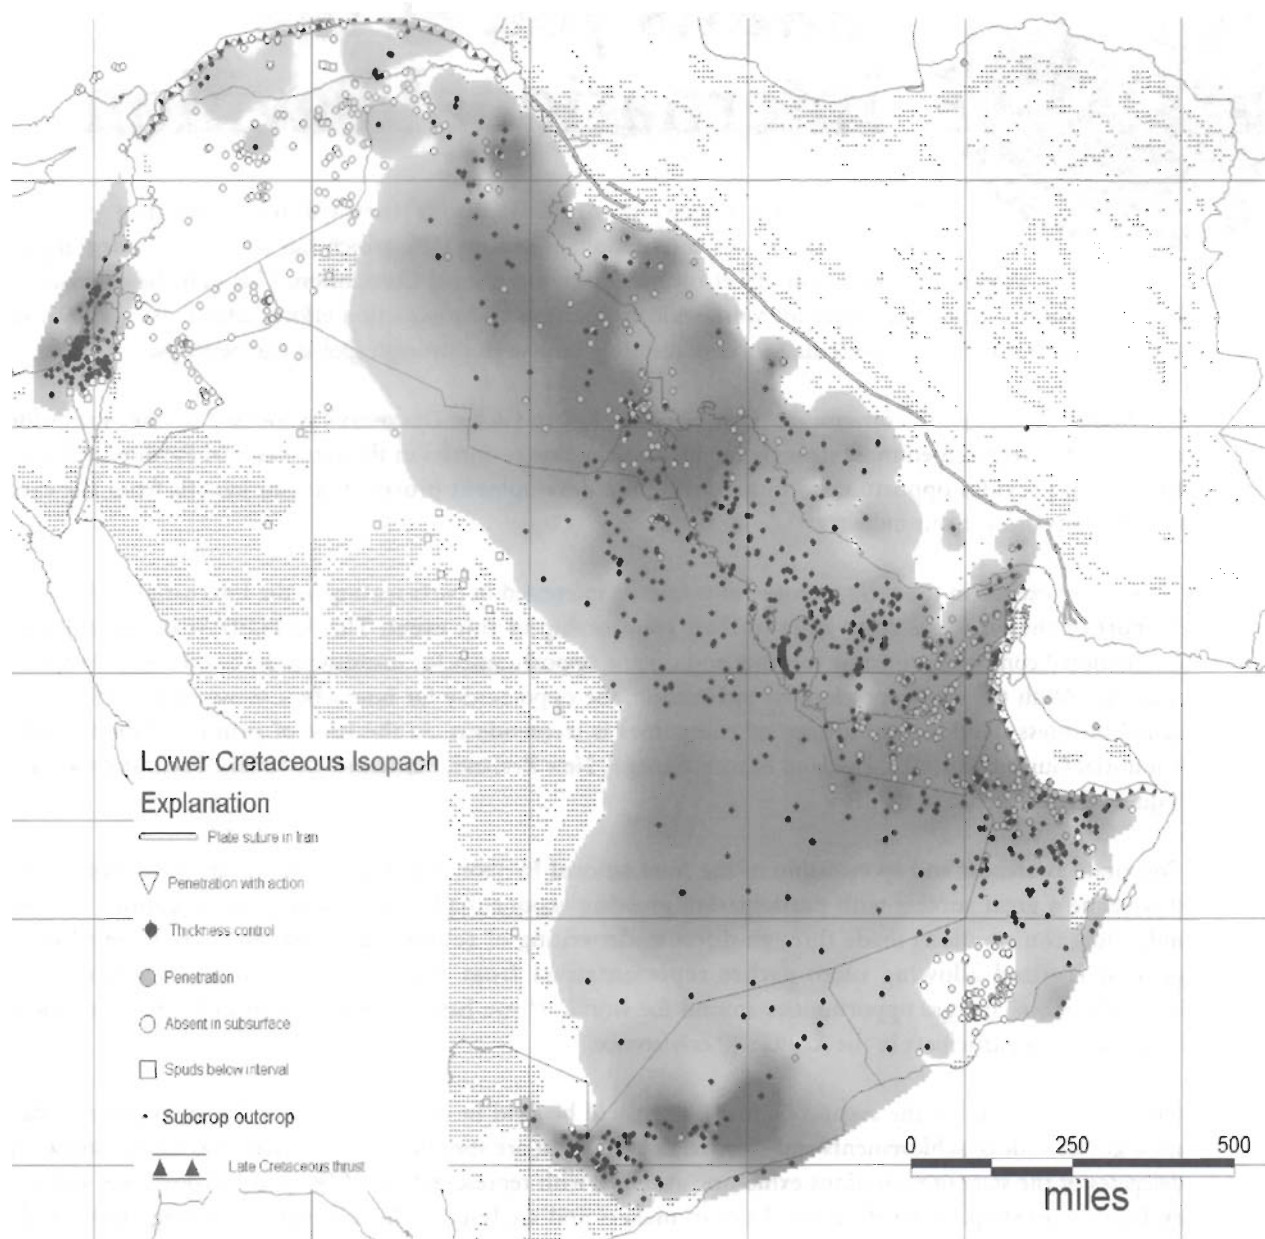 Lower Cretaceous Isopach
Explanation
Plate suture in Iran
Penetration with action
Thickness control
Penetration
Absent in subsurface
Spuds below interval
Subcrop outcrop
Late Cretaceous thrust
0 250 500
miles